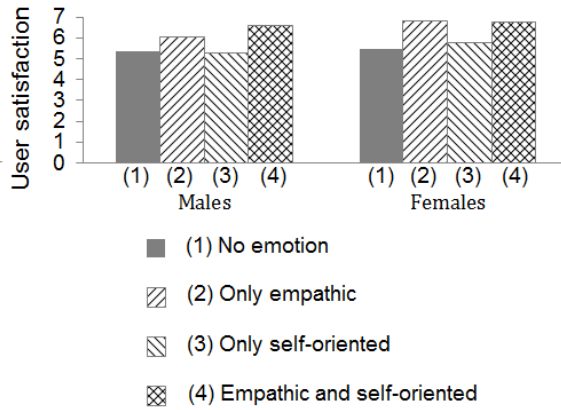 User satisfaction
7
6
5
4
3
2
1
0
(1) (2) (3) (4) (1) (2) (3) (4)
Males Females
(1) No emotion
(2) Only empathic
(3) Only self-oriented
(4) Empathic and self-oriented